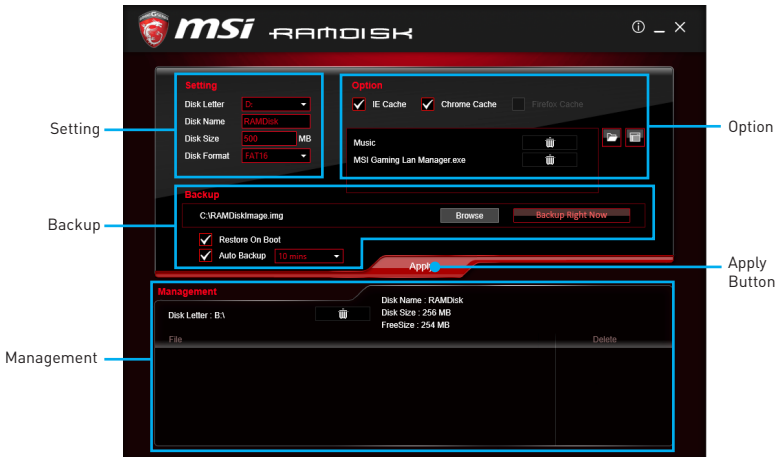 msi RAMDISK
Setting
Disk Letter D:
Disk Name RAMDisk
Disk Size 500 MB
Disk Format FAT16
Option
IE Cache Chrome Cache Firefox Cache
Music
MSI Gaming Lan Manager.exe
Backup
C:\RAMDiskImage.img Browse Backup Right Now
Restore On Boot
Auto Backup 10 mins
Apply
Management
Disk Letter : B:\
Disk Name : RAMDisk
Disk Size : 256 MB
FreeSize : 254 MB
File Delete
Setting
Backup
Management
Option
Apply
Button